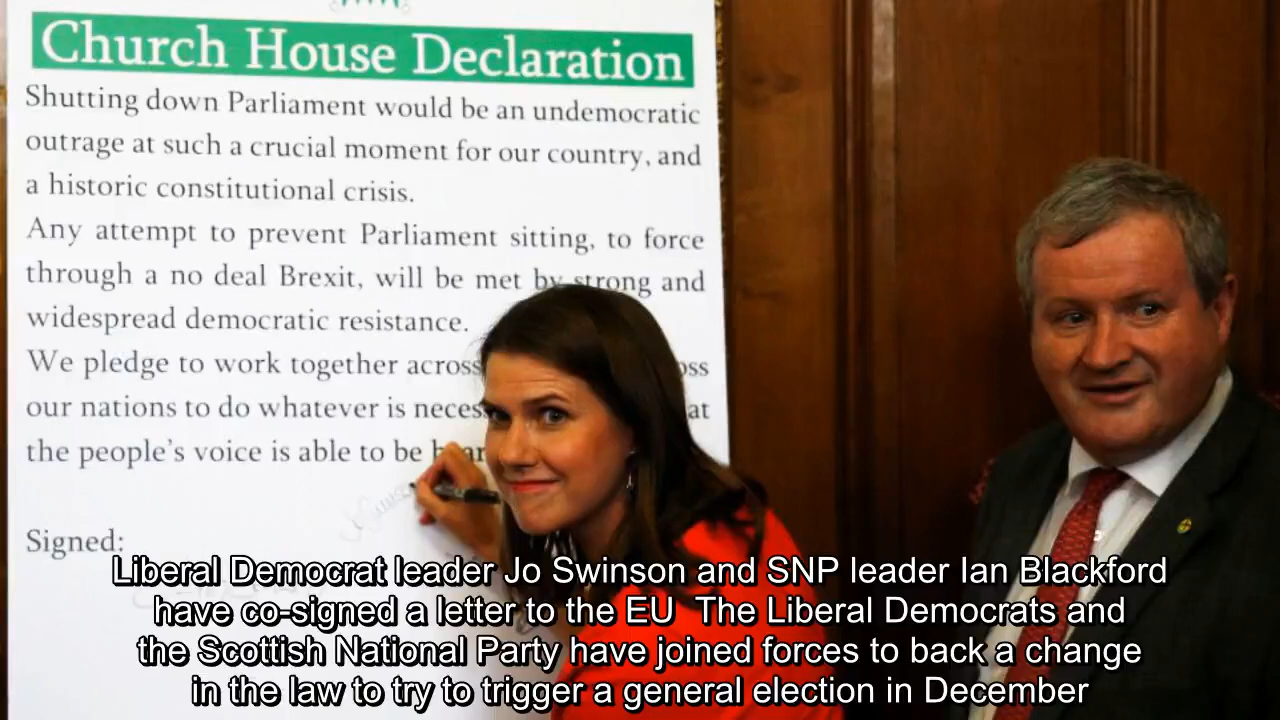 Church House Declaration
Shutting down Parliament would be an undemocratic
outrage at such a crucial moment for our country, and
a historic constitutional crisis.
Any attempt to prevent Parliament sitting, to force
through a no deal Brexit, will be met by strong and
widespread democratic resistance.
We pledge to work together across
our nations to do whatever is
the people's voice is able to be
Signed:
Liberal Democrat leader Jo Swinson and SNP leader Ian Blackford
have co-signed a letter to the EU The Liberal Democrats and
the Scottish National Party have joined forces to back a change
in the law to try to trigger a general election in December